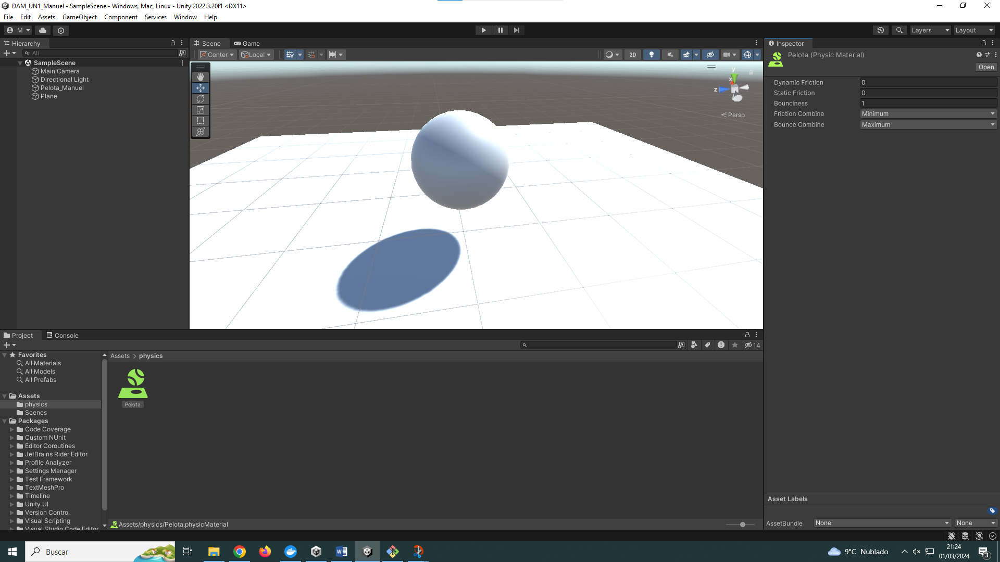 DAM_UN1_Manuel - SampleScene - Windows, Mac, Linux - Unity 2022.3.20f1 <DX11>
File Edit Assets GameObject Component Services Window Help
M
Layers
Layout
Hierarchy
All
SampleScene
Main Camera
Directional Light
Pelota_Manuel
Plane
Scene
Game
Center
Local
2D
y
x
z
Persp
Inspector
Pelota (Physic Material)
Open
Dynamic Friction 0
Static Friction 0
Bounciness 1
Friction Combine Minimum
Bounce Combine Maximum
Project
Console
14
Favorites
All Materials
All Models
All Prefabs
Assets
physics
Scenes
Packages
Code Coverage
Custom NUnit
Editor Coroutines
JetBrains Rider Editor
Profile Analyzer
Settings Manager
Test Framework
TextMeshPro
Timeline
Unity UI
Version Control
Visual Scripting
Visual Studio Code Editor
Assets > physics
Pelota
Assets/physics/Pelota.physicMaterial
Asset Labels
AssetBundle None None
Buscar
9°C Nublado
21:24
01/03/2024
3